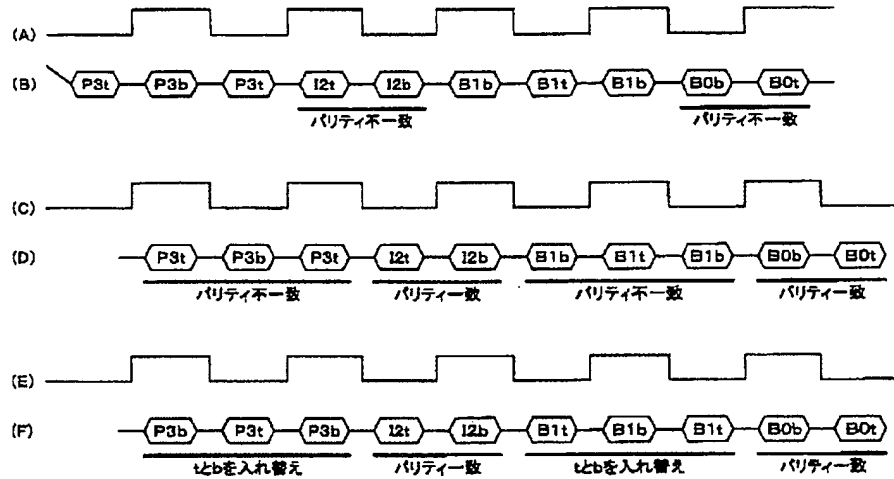 (A)
(B) P3t P3b P3t I2t I2b B1b B1t B1b B0b B0t
パリティ不一致 パリティ不一致
(C)
(D) P3t P3b P3t I2t I2b B1b B1t B1b B0b B0t
パリティ不一致 パリティ一致 パリティ不一致 パリティ一致
(E)
(F) P3b P3t P3b I2t I2b B1t B1b B1t B0b B0t
tとbを入れ替え パリティ一致 tとbを入れ替え パリティ一致